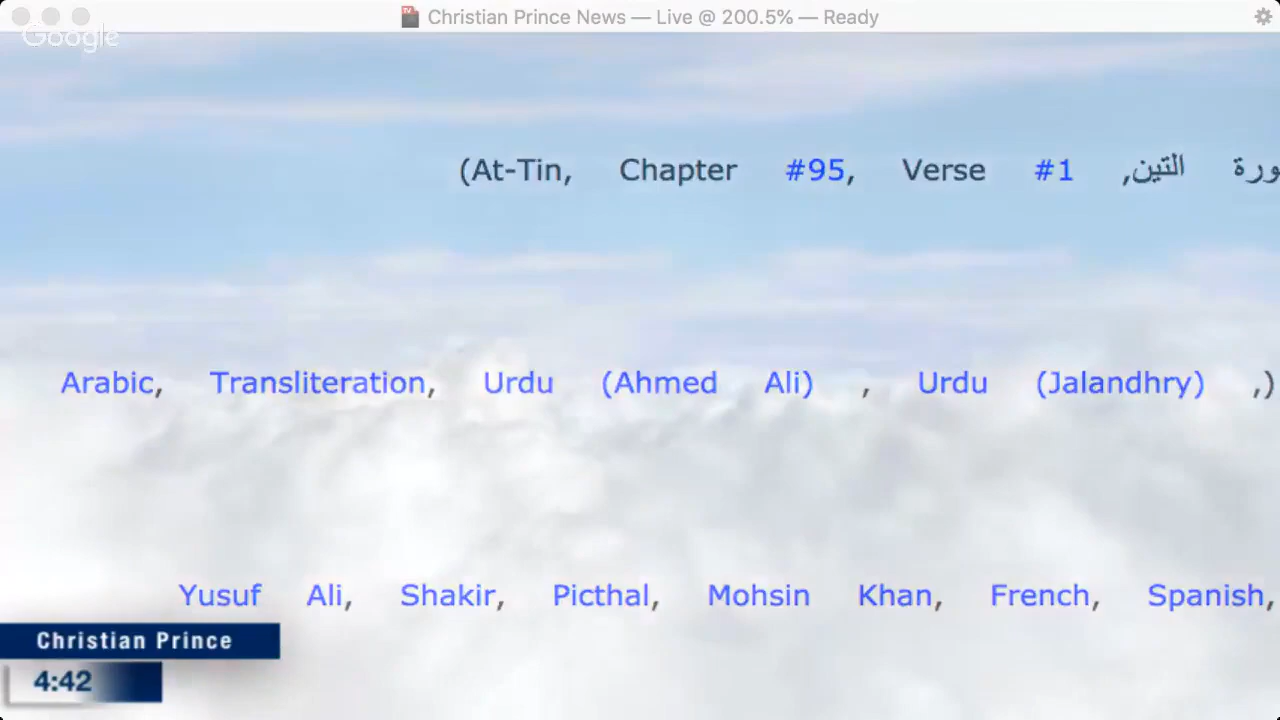 Christian Prince News — Live @ 200.5% — Ready
Google
(At-Tin, Chapter #95, Verse #1 ,التين
Arabic, Transliteration, Urdu (Ahmed Ali) , Urdu (Jalandhry) ,)
Yusuf Ali, Shakir, Picthal, Mohsin Khan, French, Spanish,
Christian Prince
4:42